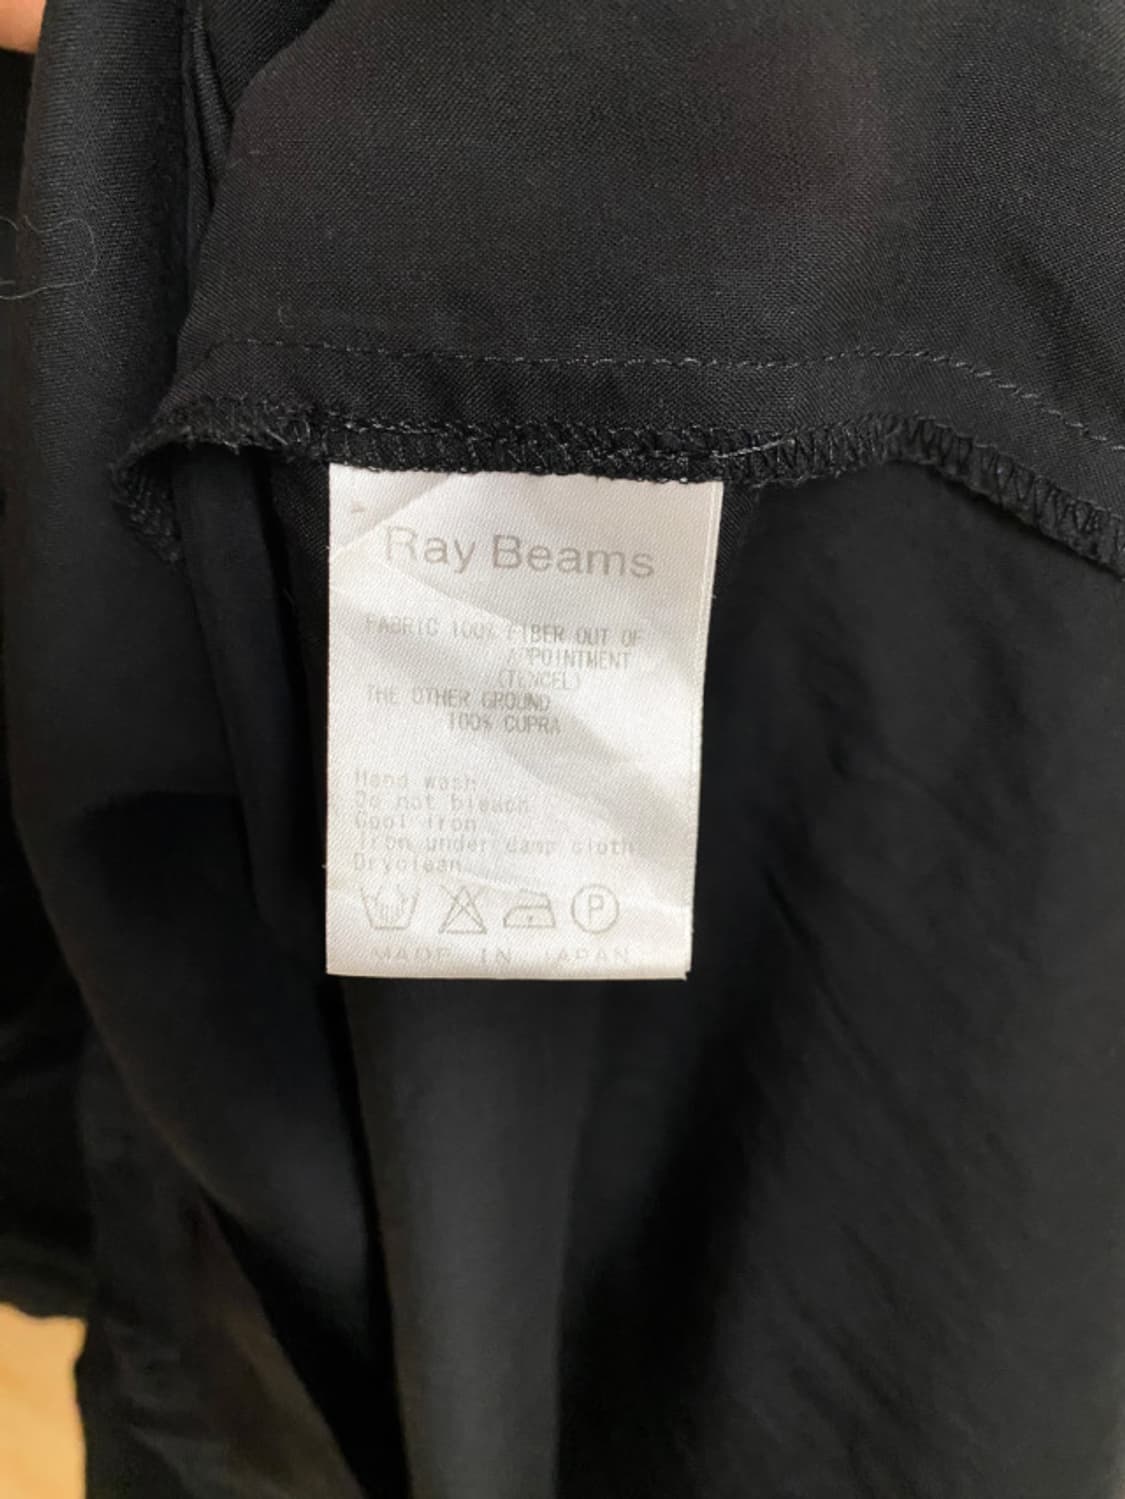 Ray Beams
FABRIC 100% FIBER OUT OF
APPOINTMENT
(TENCEL)
THE OTHER GROUND
100% CUPRA
Hand wash
Do not bleach
Cool iron
Iron under damp cloth
Dryclean
P
MADE IN JAPAN